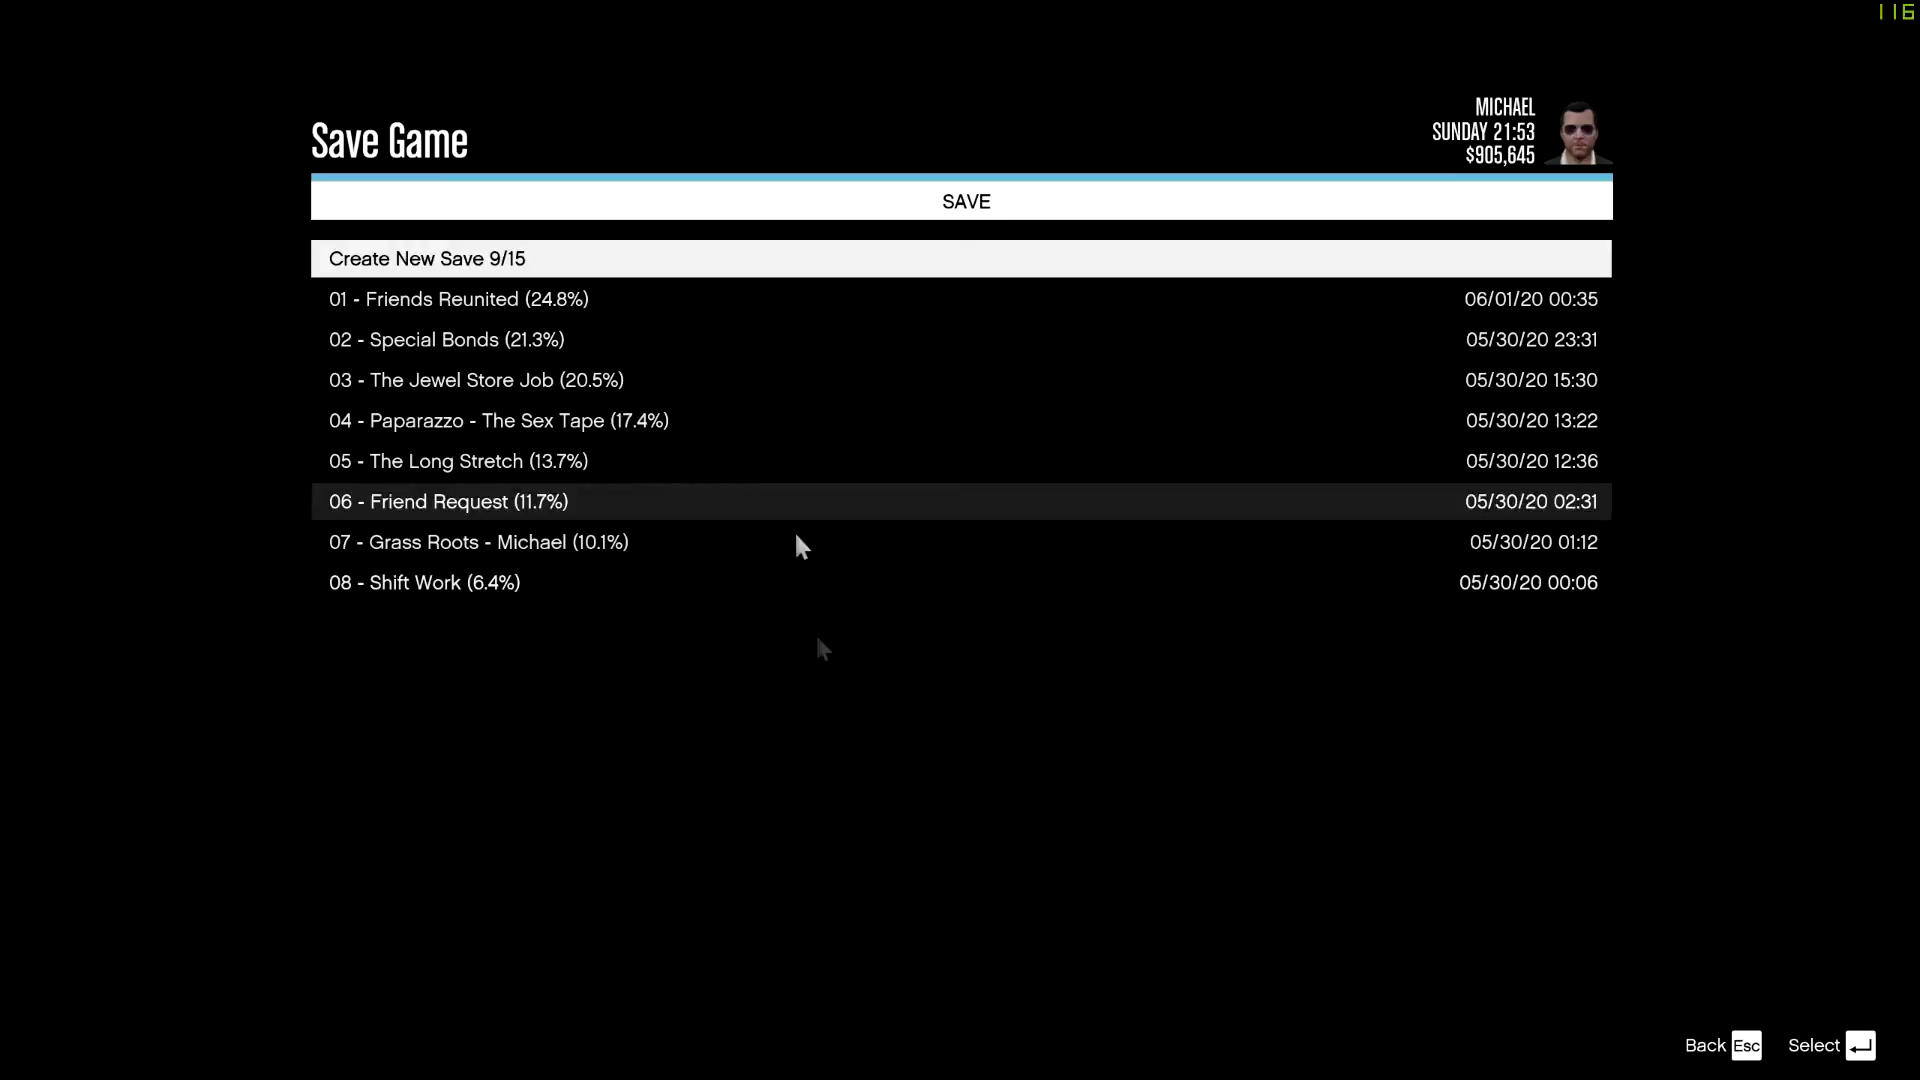 116
MICHAEL
Save Game
SUNDAY 21:53
$905,645
SAVE
Create New Save 9/15
01 - Friends Reunited (24.8%) 06/01/20 00:35
02 - Special Bonds (21.3%) 05/30/20 23:31
03 - The Jewel Store Job (20.5%) 05/30/20 15:30
04 - Paparazzo - The Sex Tape (17.4%) 05/30/20 13:22
05 - The Long Stretch (13.7%) 05/30/20 12:36
06 - Friend Request (11.7%) 05/30/20 02:31
07 - Grass Roots - Michael (10.1%) 05/30/20 01:12
08 - Shift Work (6.4%) 05/30/20 00:06
Back Esc Select